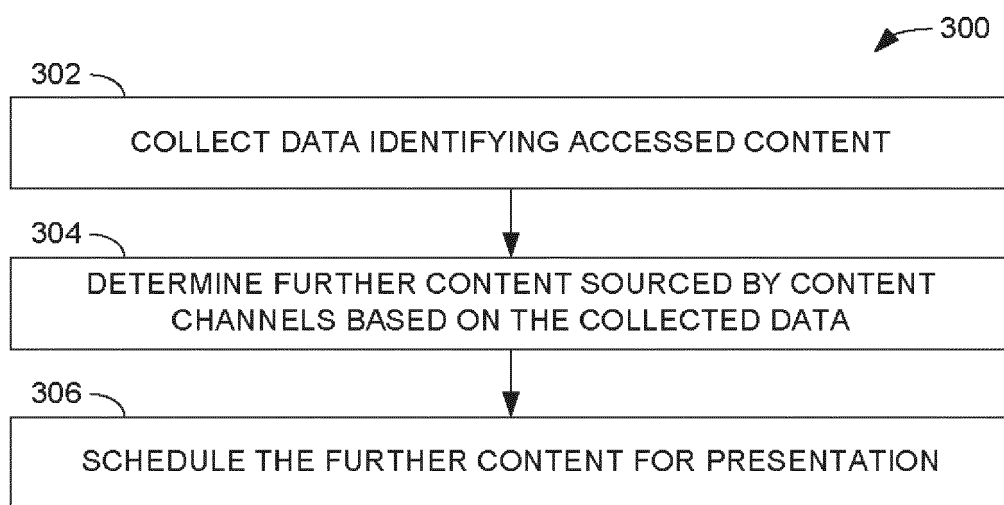 300
302
COLLECT DATA IDENTIFYING ACCESSED CONTENT
304
DETERMINE FURTHER CONTENT SOURCED BY CONTENT
CHANNELS BASED ON THE COLLECTED DATA
306
SCHEDULE THE FURTHER CONTENT FOR PRESENTATION